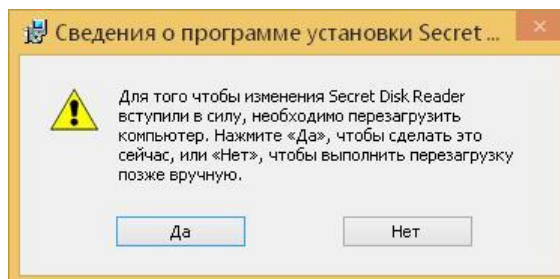 Сведения о программе установки Secret ...
Для того чтобы изменения Secret Disk Reader
вступили в силу, необходимо перезагрузить
компьютер. Нажмите «Да», чтобы сделать это
сейчас, или «Нет», чтобы выполнить перезагрузку
позже вручную.
Да
Нет